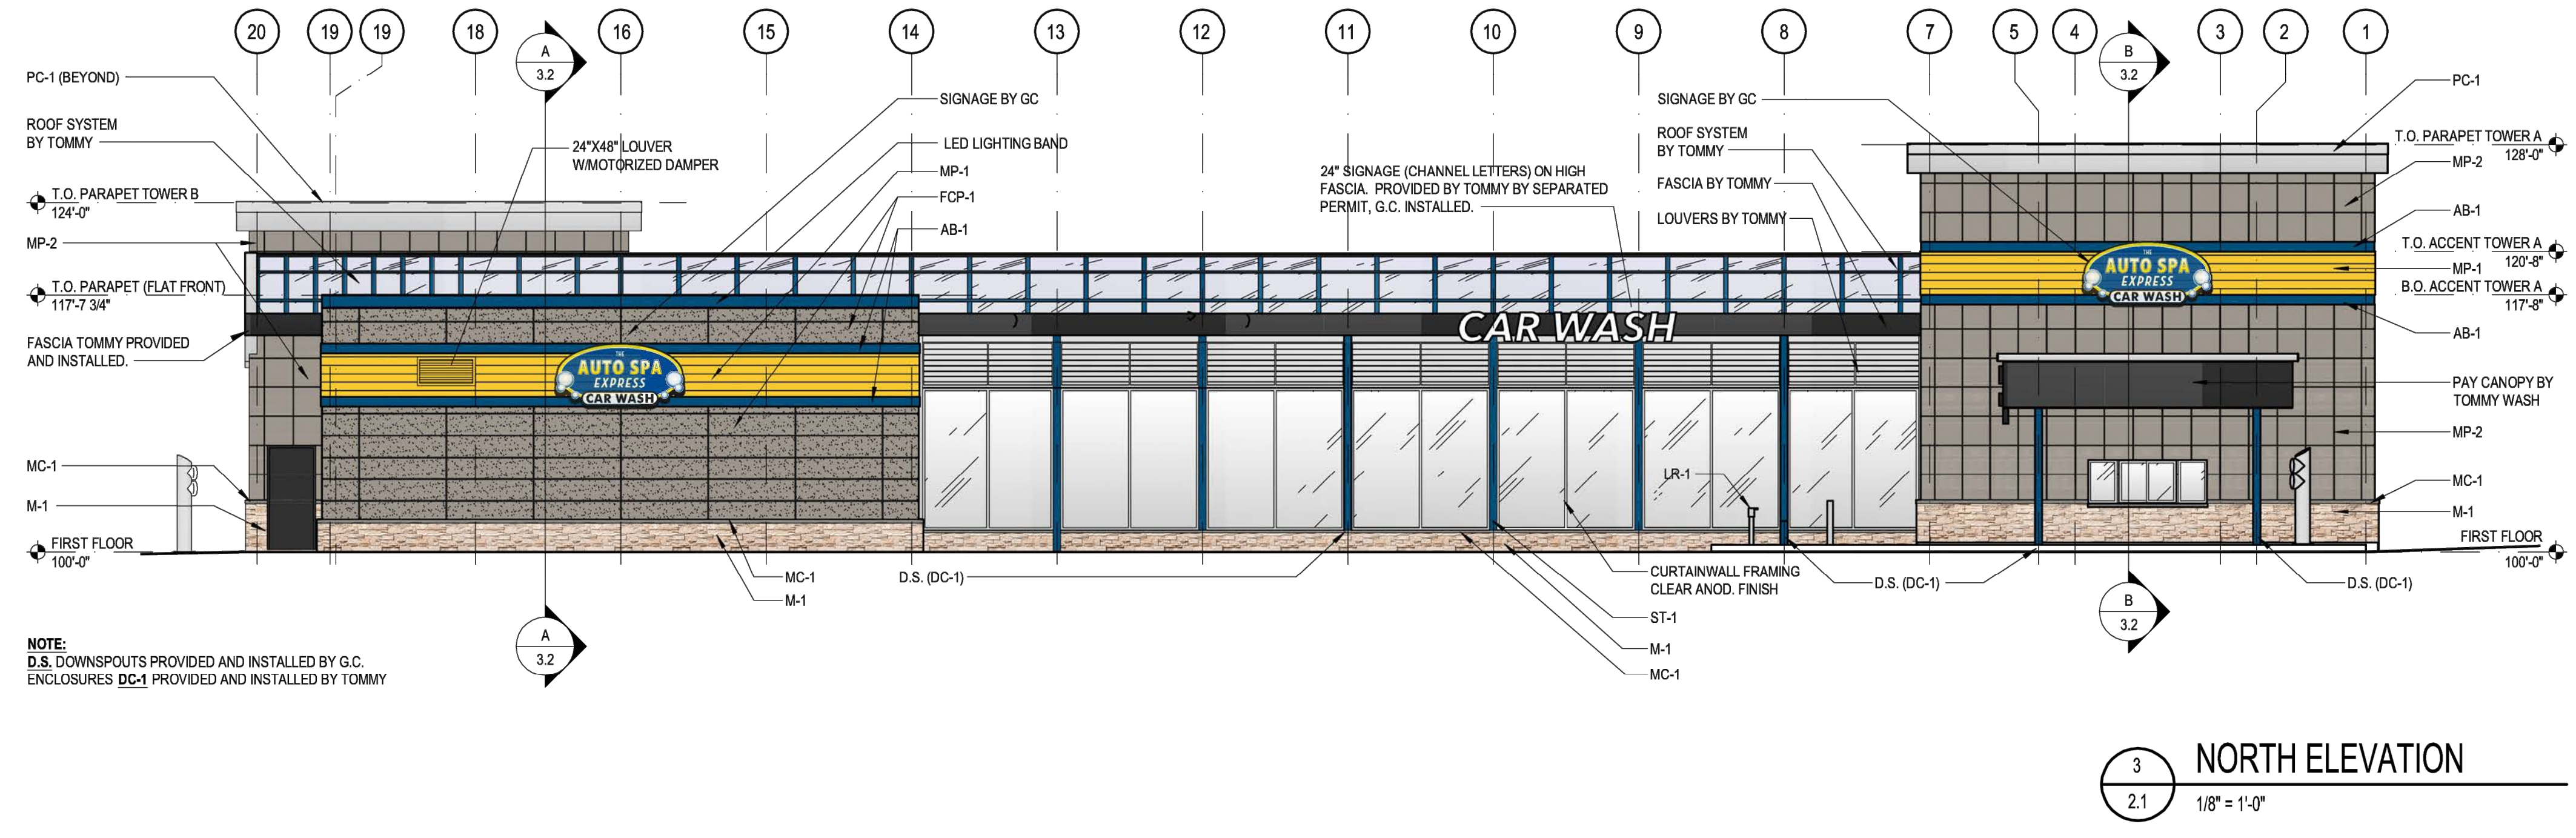 20
19
19
18
16
15
14
13
12
11
10
9
8
7
5
4
3
2
1
A
3.2
B
3.2
PC-1 (BEYOND)
ROOF SYSTEM
BY TOMMY
T.O. PARAPET TOWER B
124'-0"
MP-2
T.O. PARAPET (FLAT FRONT)
117'-7 3/4"
FASCIA TOMMY PROVIDED
AND INSTALLED.
MC-1
M-1
FIRST FLOOR
100'-0"
24"X48" LOUVER
W/MOTORIZED DAMPER
SIGNAGE BY GC
LED LIGHTING BAND
MP-1
FCP-1
AB-1
24" SIGNAGE (CHANNEL LETTERS) ON HIGH
FASCIA. PROVIDED BY TOMMY BY SEPARATED
PERMIT, G.C. INSTALLED.
SIGNAGE BY GC
ROOF SYSTEM
BY TOMMY
FASCIA BY TOMMY
LOUVERS BY TOMMY
PC-1
T.O. PARAPET TOWER A
128'-0"
MP-2
AB-1
T.O. ACCENT TOWER A
120'-8"
MP-1
B.O. ACCENT TOWER A
117'-8"
AB-1
PAY CANOPY BY
TOMMY WASH
MP-2
MC-1
M-1
FIRST FLOOR
100'-0"
THE
AUTO SPA
EXPRESS
CAR WASH
CAR WASH
THE
AUTO SPA
EXPRESS
CAR WASH
LR-1
MC-1
M-1
D.S. (DC-1)
CURTAINWALL FRAMING
CLEAR ANOD. FINISH
ST-1
M-1
MC-1
D.S. (DC-1)
D.S. (DC-1)
A
3.2
B
3.2
NOTE:
D.S. DOWNSPOUTS PROVIDED AND INSTALLED BY G.C.
ENCLOSURES DC-1 PROVIDED AND INSTALLED BY TOMMY
3
2.1
NORTH ELEVATION
1/8" = 1'-0"